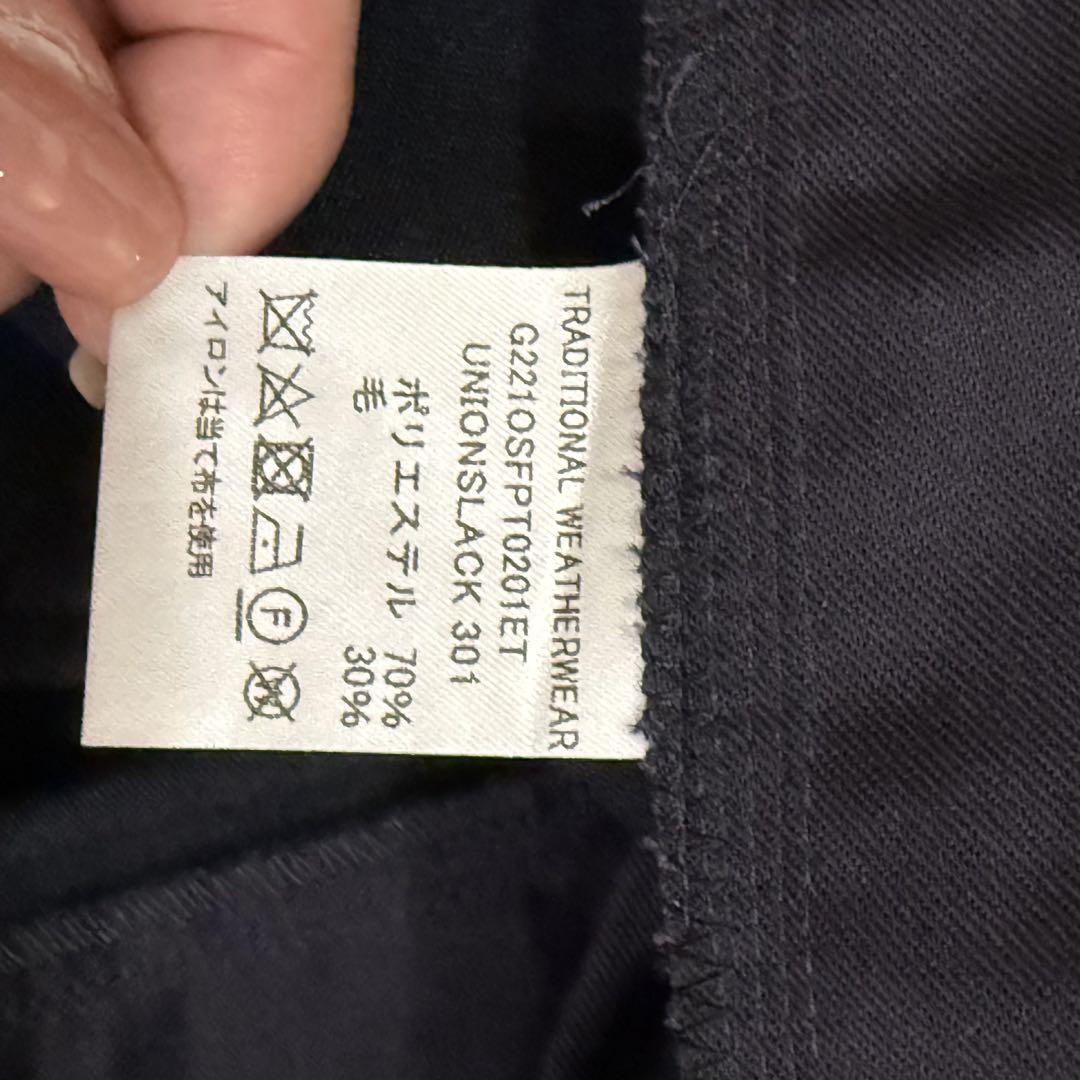 TRADITIONAL WEATHERWEAR
G221OSFPT0201ET
UNIONSLACK 301
ポリエステル 70%
毛 30%
F
W
アイロンは当て布を使用